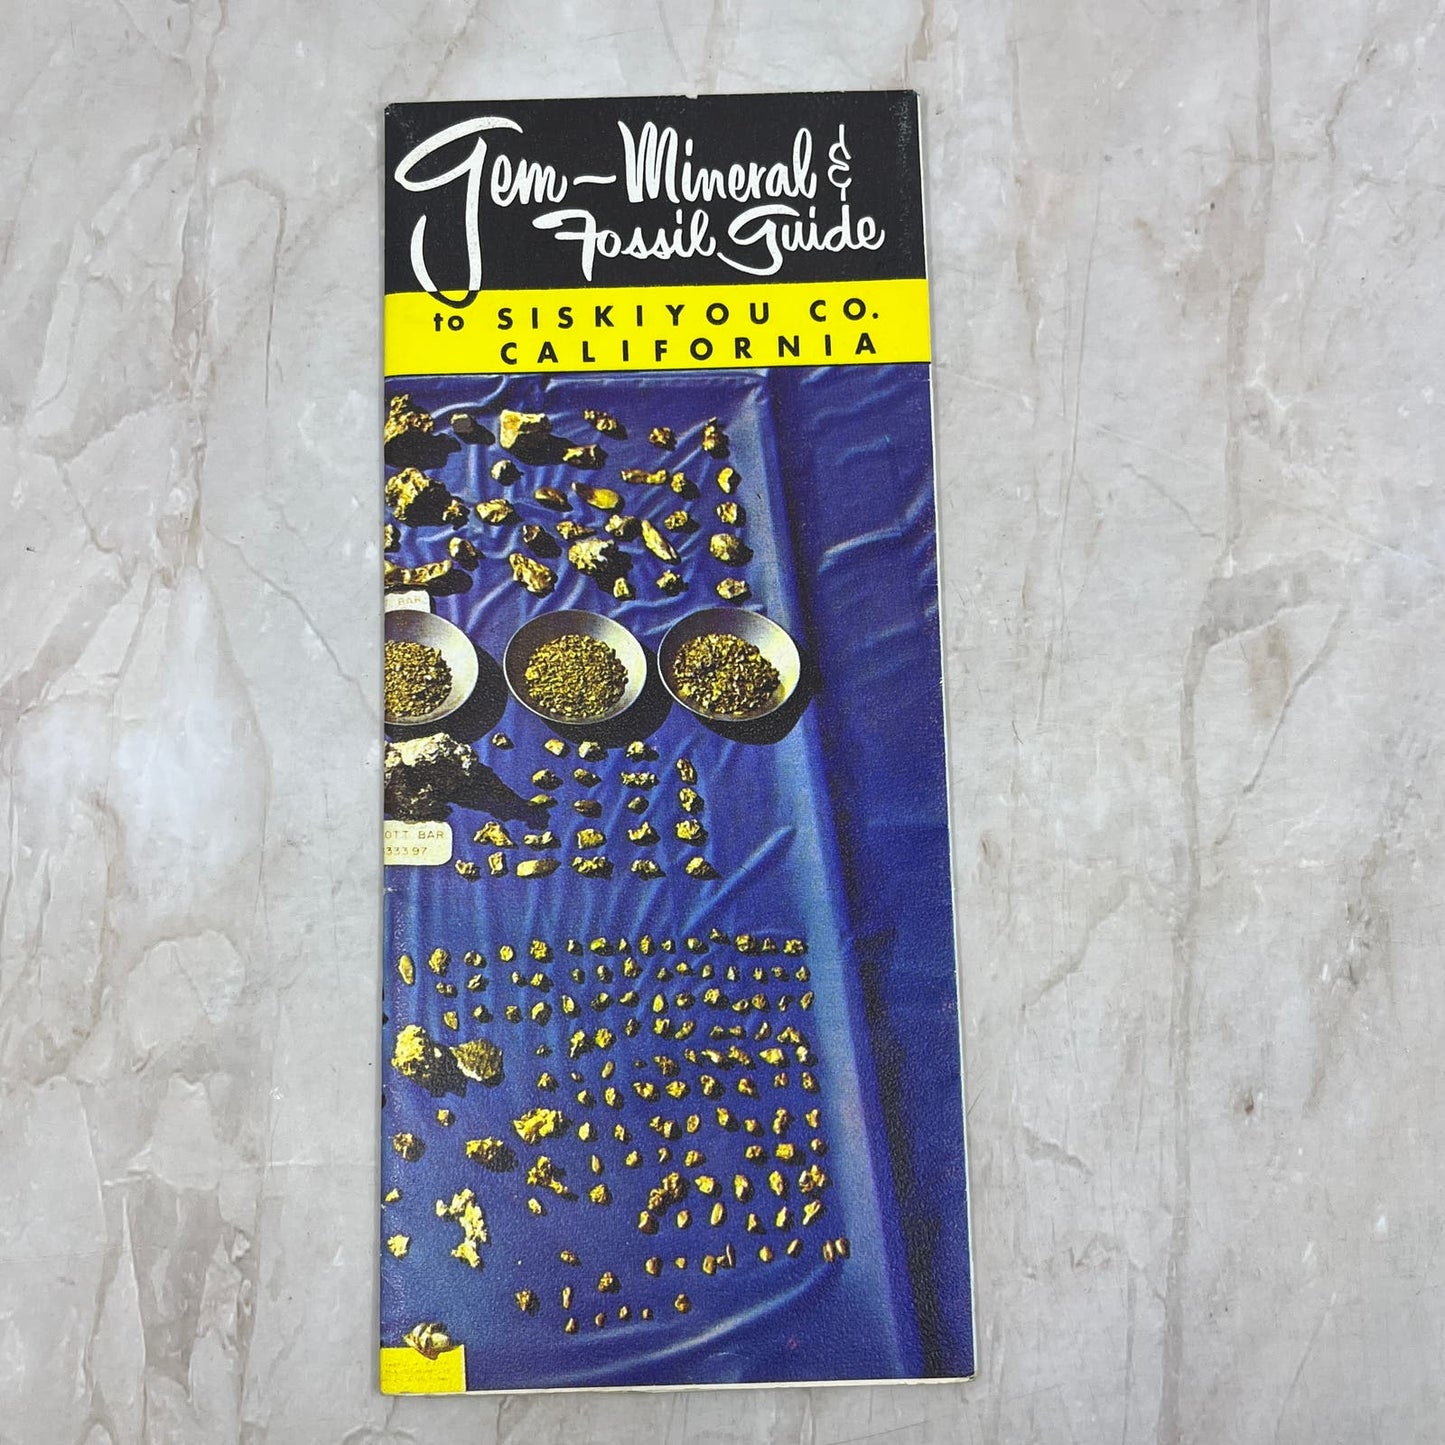 Gem - Mineral &
Fossil Guide
to SISKIYOU CO.
CALIFORNIA
BAR
OTT BAR
33397